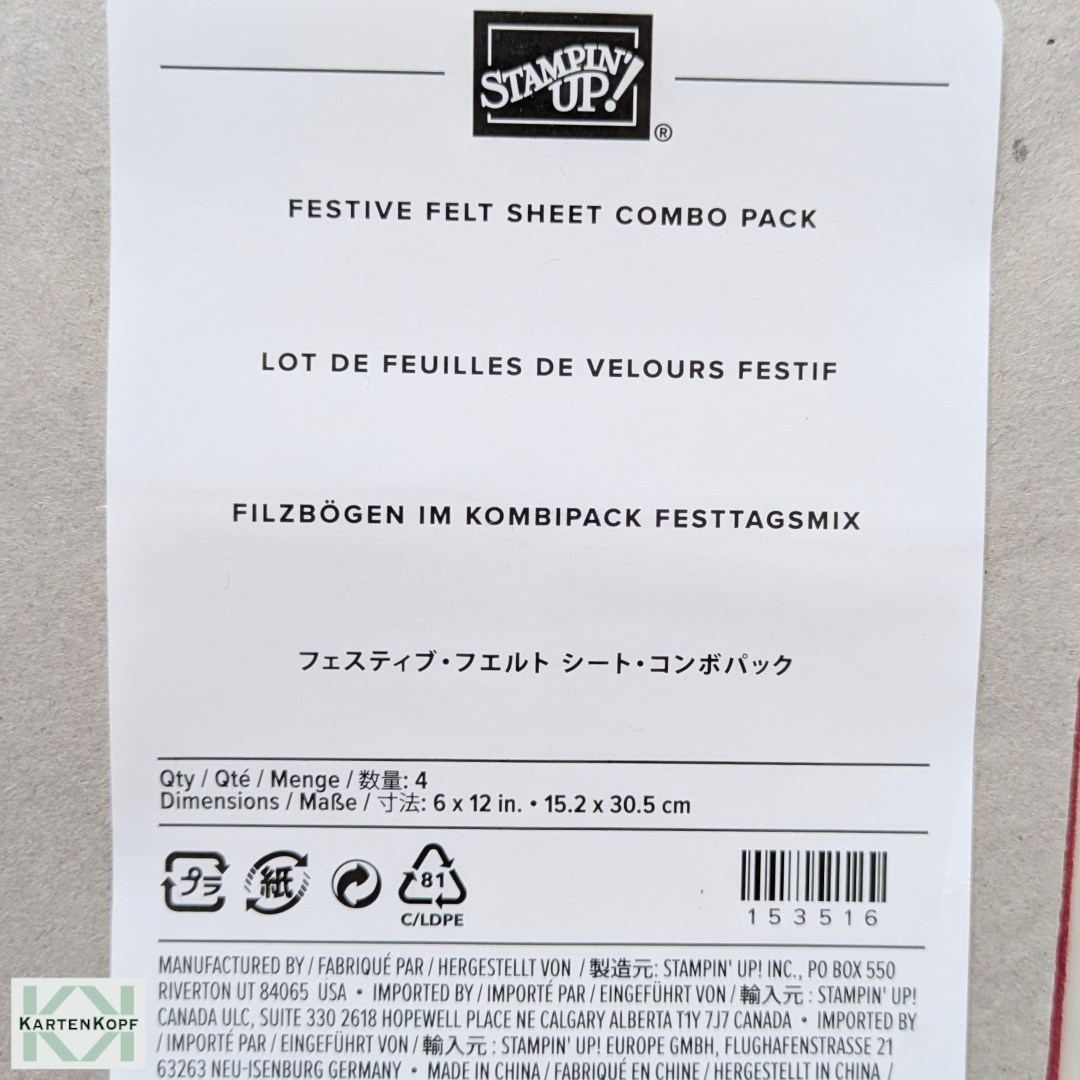 STAMPIN' UP!®
FESTIVE FELT SHEET COMBO PACK
LOT DE FEUILLES DE VELOURS FESTIF
FILZBÖGEN IM KOMBIPACK FESTTAGSMIX
フェスティブ・フエルト シート・コンボパック
Qty / Qté / Menge / 数量: 4
Dimensions / Maße / 寸法: 6 x 12 in. • 15.2 x 30.5 cm
プラ
紙
81
C/LDPE
153516
MANUFACTURED BY / FABRIQUÉ PAR / HERGESTELLT VON / 製造元: STAMPIN' UP! INC., PO BOX 550
RIVERTON UT 84065 USA • IMPORTED BY / IMPORTÉ PAR / EINGEFÜHRT VON / 輸入元 : STAMPIN' UP!
CANADA ULC, SUITE 330 2618 HOPEWELL PLACE NE CALGARY ALBERTA T1Y 7J7 CANADA • IMPORTED BY
/ IMPORTÉ PAR / EINGEFÜHRT VON / 輸入元 : STAMPIN' UP! EUROPE GMBH, FLUGHAFENSTRASSE 21
63263 NEU-ISENBURG GERMANY • MADE IN CHINA / FABRIQUÉ EN CHINE / HERGESTELLT IN CHINA /
KK
KARTENKOPF